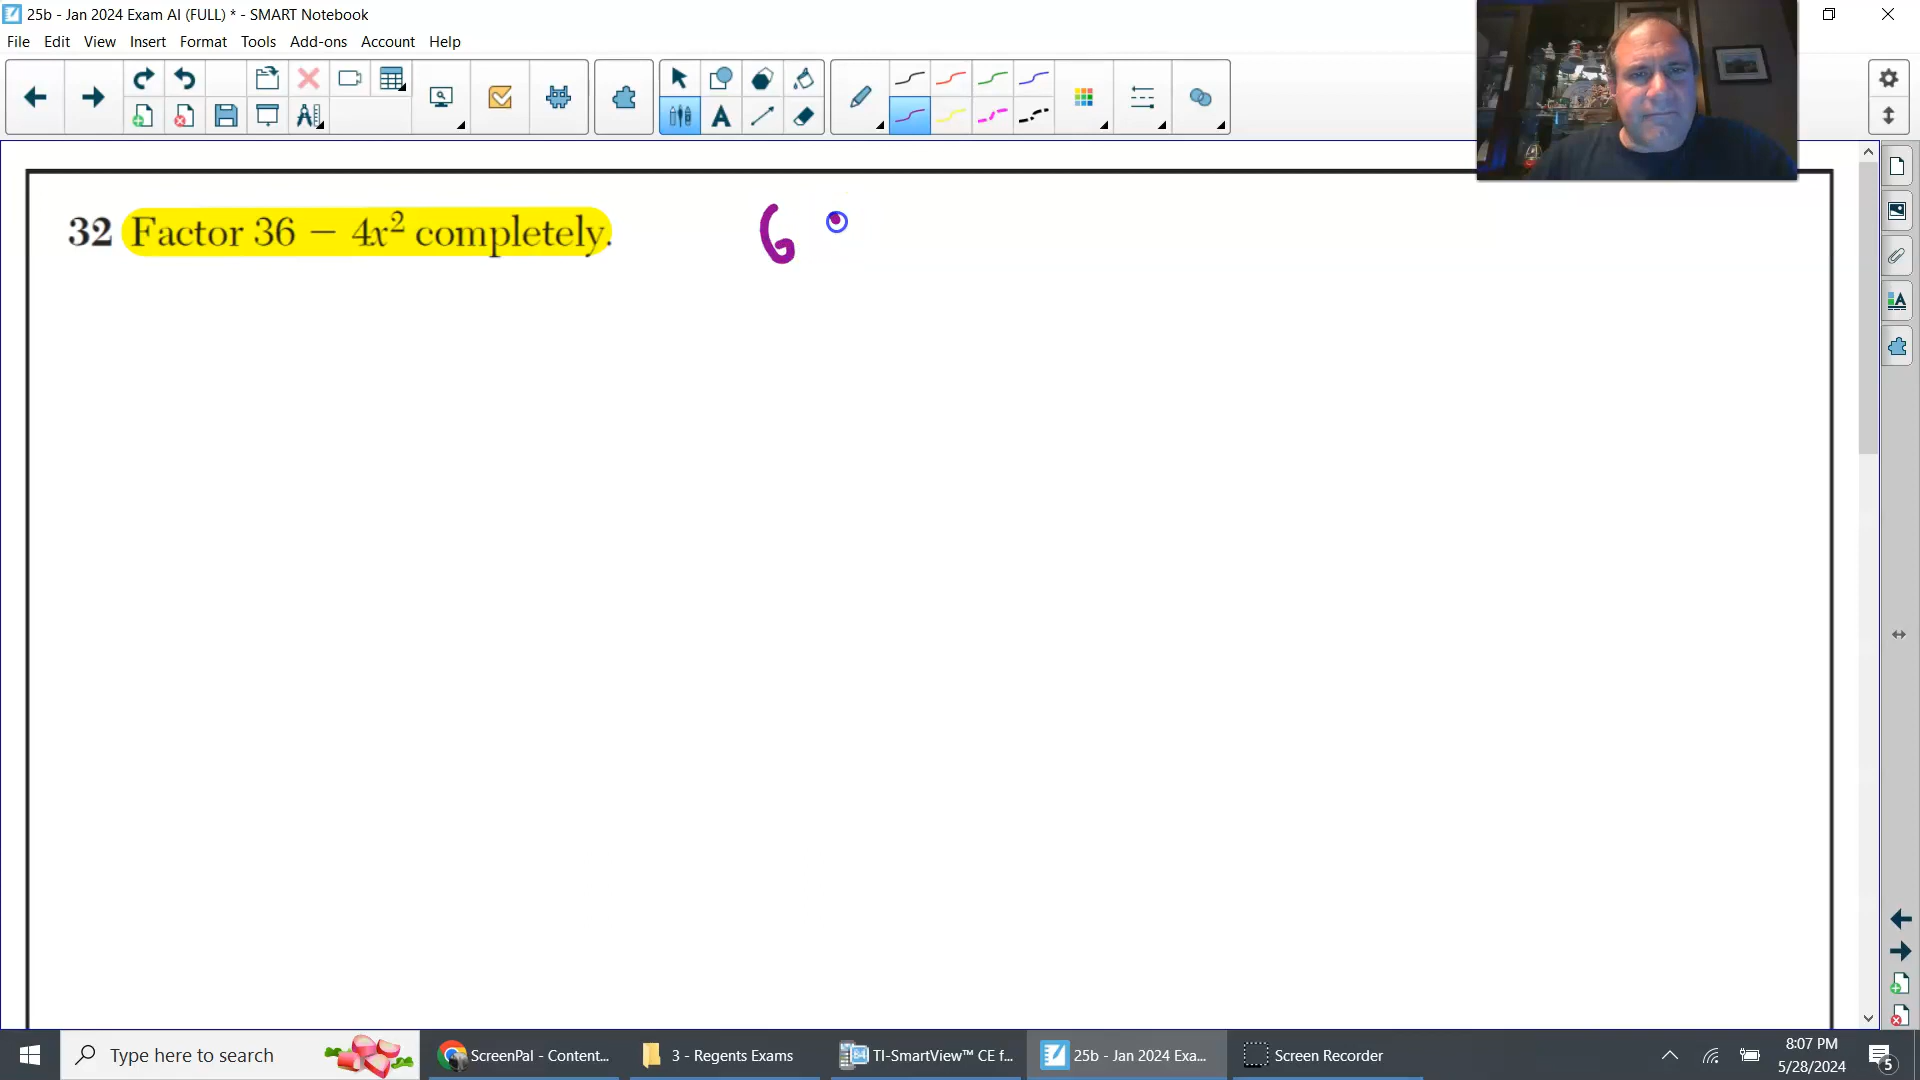 25b - Jan 2024 Exam AI (FULL) * - SMART Notebook
File Edit View Insert Format Tools Add-ons Account Help
32 Factor 36 − 4x² completely.
6
Type here to search
ScreenPal - Content...
3 - Regents Exams
84
TI-SmartView™ CE f...
25b - Jan 2024 Exa...
Screen Recorder
8:07 PM
5/28/2024
5